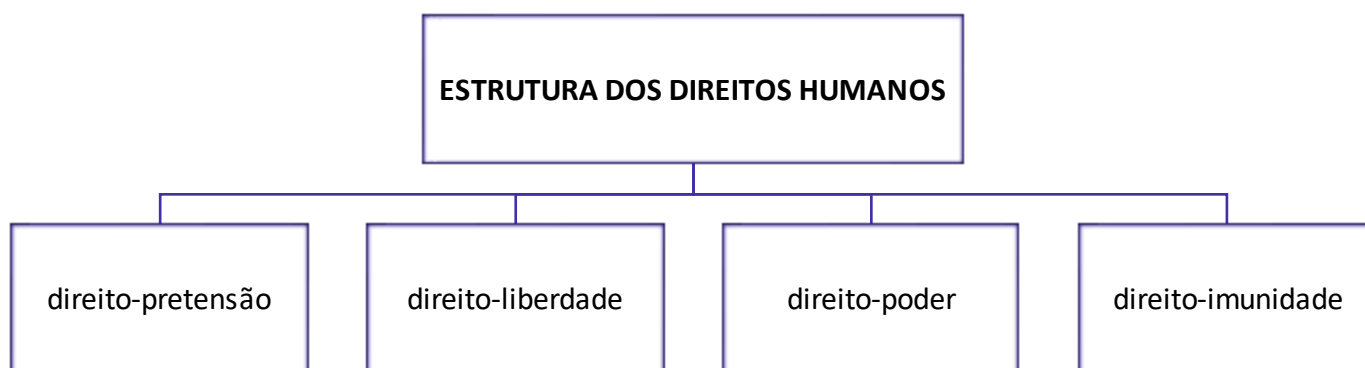 ESTRUTURA DOS DIREITOS HUMANOS
direito-pretensão
direito-liberdade
direito-poder
direito-imunidade